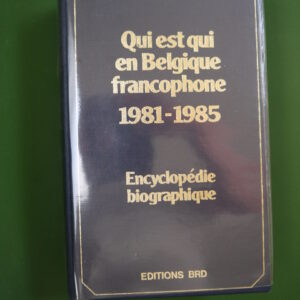 Qui est qui
en Belgique
francophone
1981-1985
Encyclopédie
biographique
EDITIONS BRD